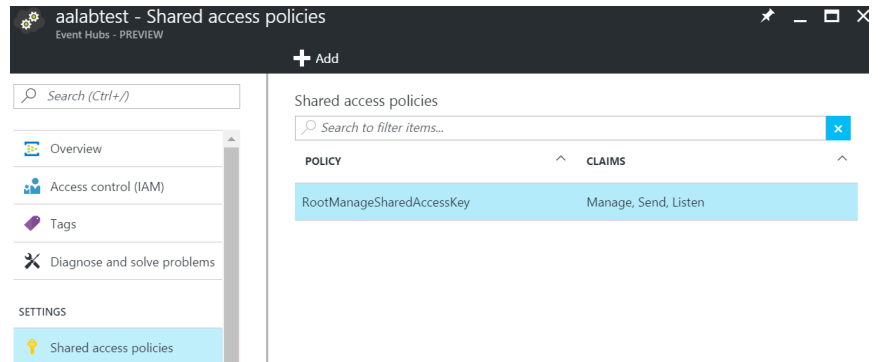 aalabtest - Shared access policies
Event Hubs - PREVIEW
Add
Search (Ctrl+/)
Overview
Access control (IAM)
Tags
Diagnose and solve problems
SETTINGS
Shared access policies
Shared access policies
Search to filter items...
POLICY CLAIMS
RootManageSharedAccessKey Manage, Send, Listen